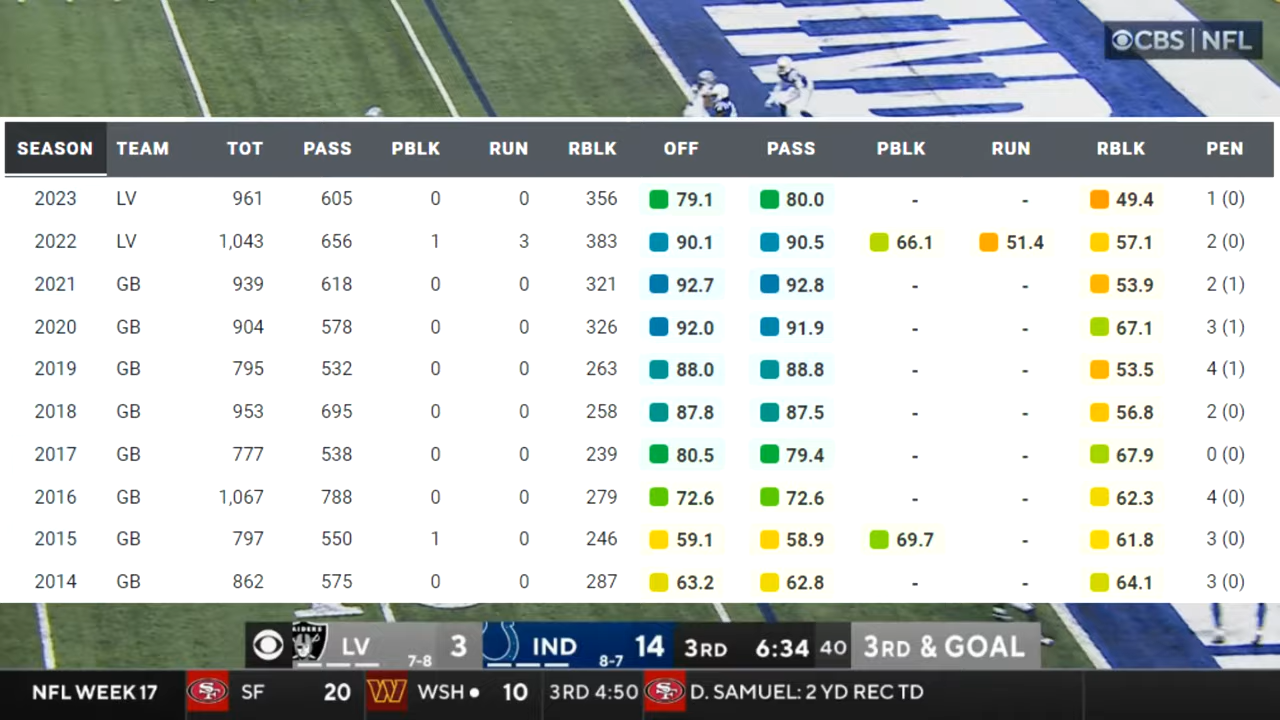 CBS | NFL
SEASON TEAM TOT PASS PBLK RUN RBLK OFF PASS PBLK RUN RBLK PEN
2023 LV 961 605 0 0 356 79.1 80.0 - - 49.4 1 (0)
2022 LV 1,043 656 1 3 383 90.1 90.5 66.1 51.4 57.1 2 (0)
2021 GB 939 618 0 0 321 92.7 92.8 - - 53.9 2 (1)
2020 GB 904 578 0 0 326 92.0 91.9 - - 67.1 3 (1)
2019 GB 795 532 0 0 263 88.0 88.8 - - 53.5 4 (1)
2018 GB 953 695 0 0 258 87.8 87.5 - - 56.8 2 (0)
2017 GB 777 538 0 0 239 80.5 79.4 - - 67.9 0 (0)
2016 GB 1,067 788 0 0 279 72.6 72.6 - - 62.3 4 (0)
2015 GB 797 550 1 0 246 59.1 58.9 69.7 - 61.8 3 (0)
2014 GB 862 575 0 0 287 63.2 62.8 - - 64.1 3 (0)
RAIDERS LV 7-8 3 IND 8-7 14 3RD 6:34 40 3RD & GOAL
NFL WEEK 17 SF SF 20 W WSH • 10 3RD 4:50 SF D. SAMUEL: 2 YD REC TD